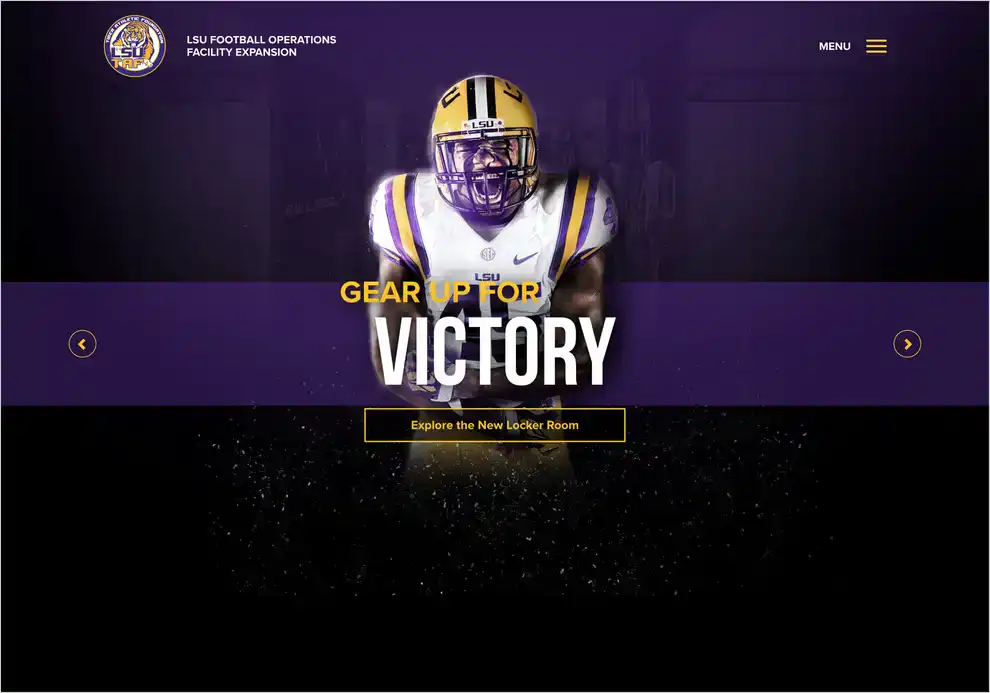 TIGER ATHLETIC FOUNDATION
LSU
TAF
LSU FOOTBALL OPERATIONS
FACILITY EXPANSION
MENU
LSU
SEC
LSU
GEAR UP FOR
VICTORY
Explore the New Locker Room